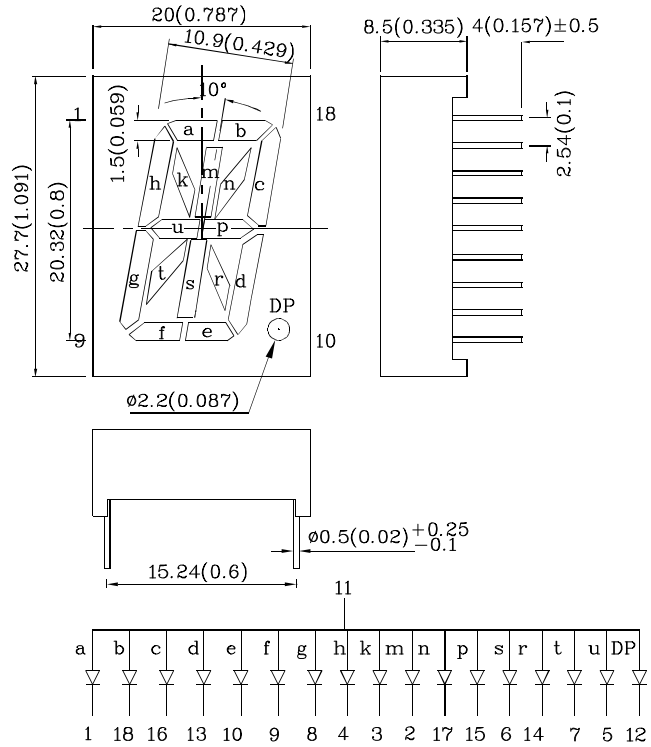 20(0.787)
8.5(0.335)
4(0.157)±0.5
10.9(0.429)
10°
1
18
a
b
1.5(0.059)
2.54(0.1)
m
h
k
n
c
27.7(1.091)
20.32(0.8)
u
p
g
t
s
r
d
DP
f
e
9
10
ø2.2(0.087)
ø0.5(0.02)+0.25
−0.1
15.24(0.6)
11
a b c d e f g h k m n p s r t u DP
1 18 16 13 10 9 8 4 3 2 17 15 6 14 7 5 12